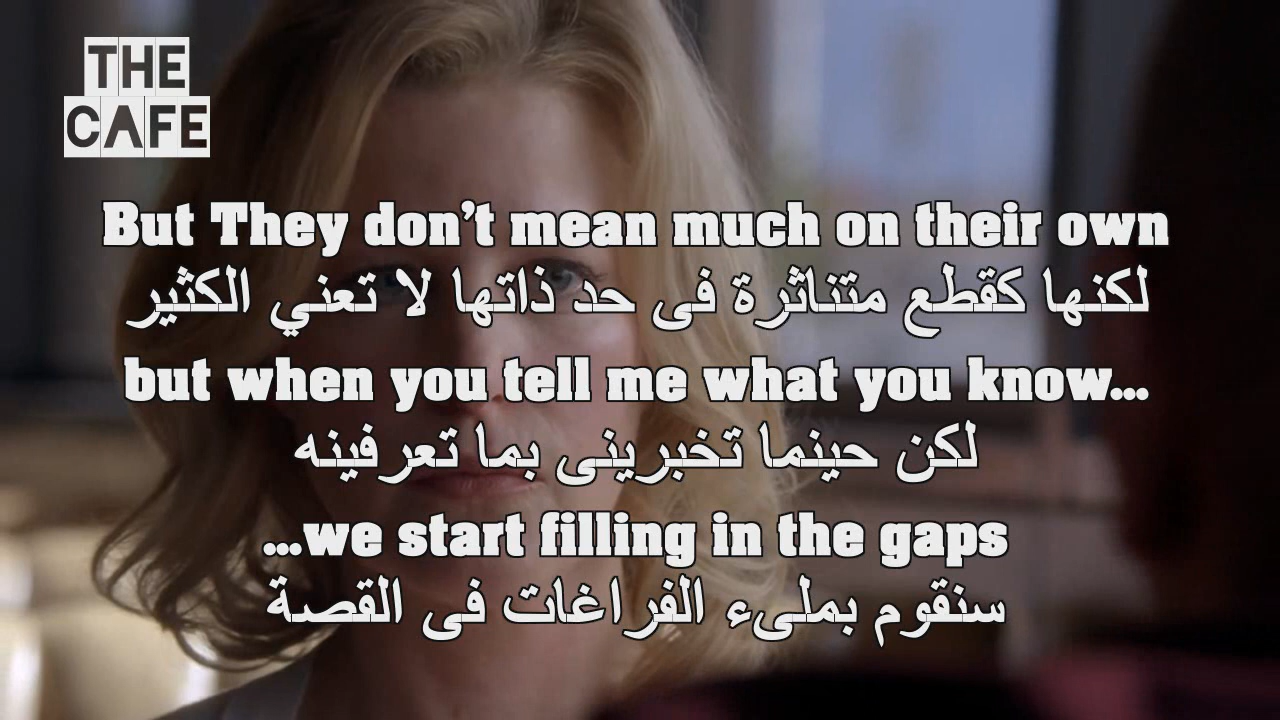 THE
CAFE
But They don't mean much on their own
لكنها كقطع متناثرة فى حد ذاتها لا تعني الكثير
but when you tell me what you know...
لكن حينما تخبرينى بما تعرفينه
...we start filling in the gaps
سنقوم بملىء الفراغات فى القصة